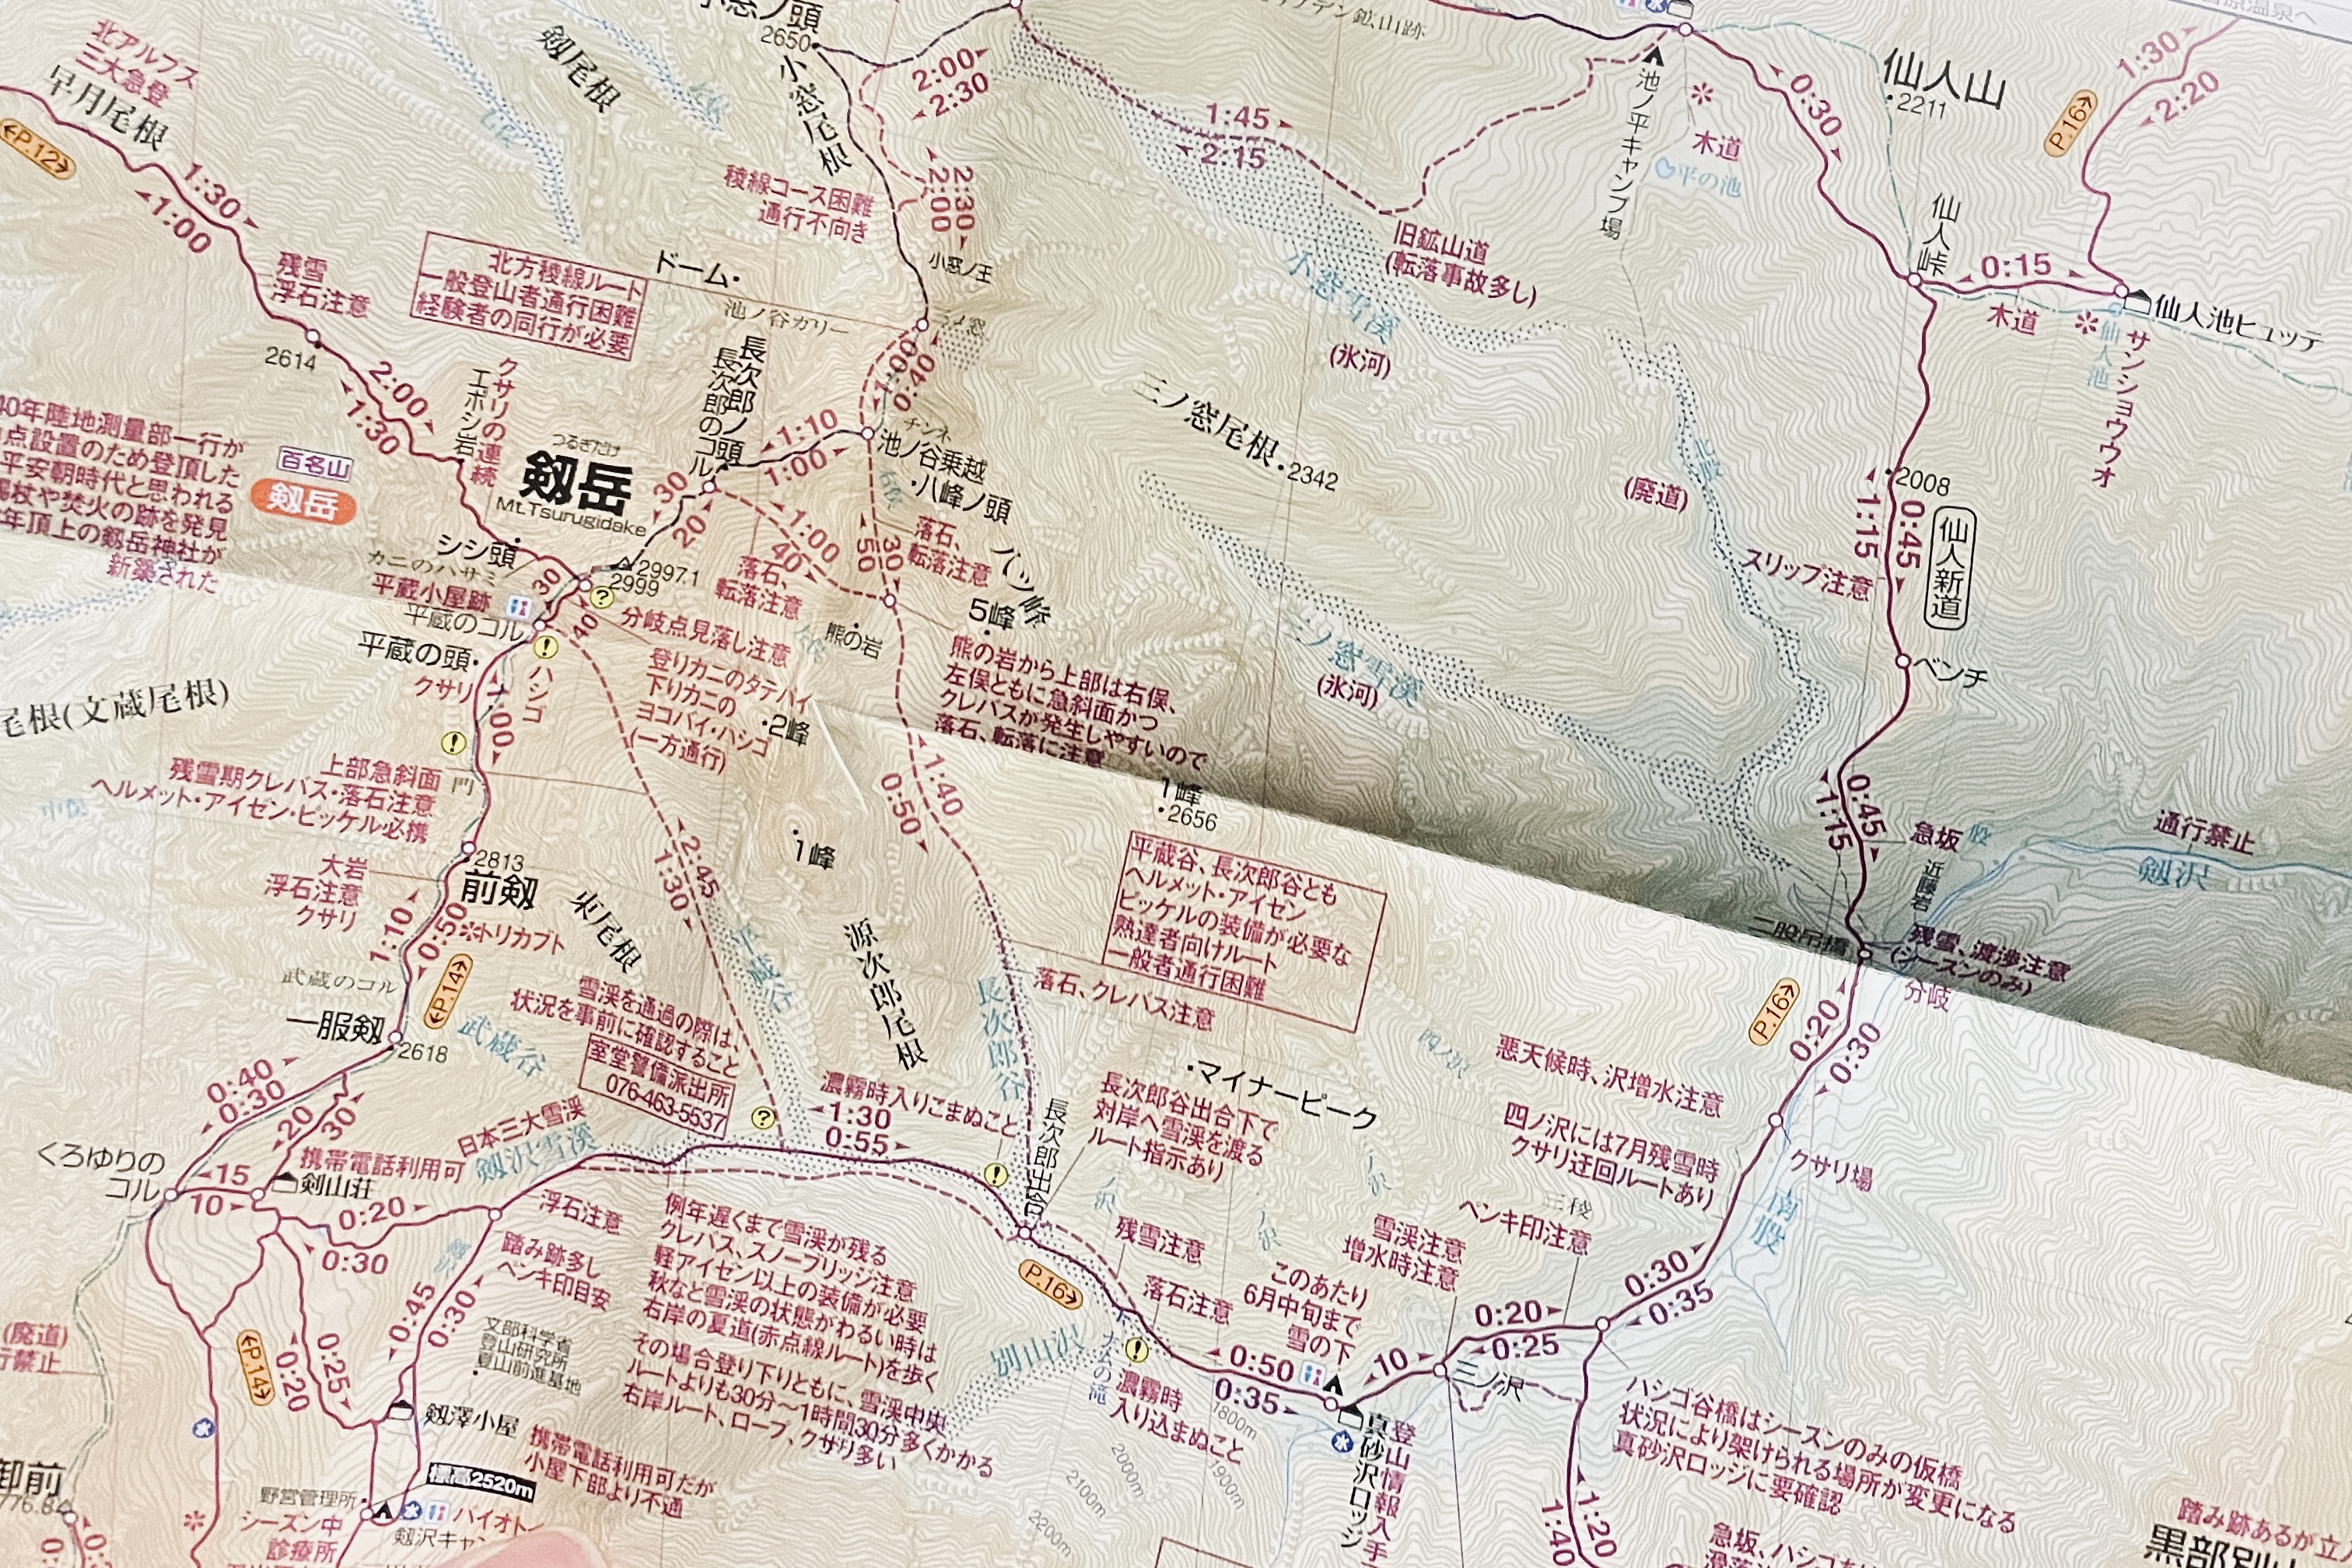 2650
小窓尾根
剱尾根
北アルプス
三大急登
早月尾根
P.12
1:30
1:00
残雪
浮石注意
2614
2:00
1:30
北方稜線ルート
一般登山者通行困難
経験者の同行が必要
クサリの連続
エボシ岩
稜線コース困難
通行不向き
2:00
2:30
2:30
2:00
小窓ノ王
ドーム
池ノ谷ガリー
三ノ窓
1:00
0:40
長次郎ノ頭
長次郎のコル
1:10
1:00
チンネ
池ノ谷乗越
八峰ノ頭
1:45
2:15
旧鉱山道
(転落事故多し)
小窓雪渓
(氷河)
池ノ平キャンプ場
木道
平の池
0:30
仙人山
2211
P.16
1:30
2:20
仙人峠
0:15
木道
仙人池ヒュッテ
仙人池
サンショウウオ
三ノ窓尾根
2342
(廃道)
2008
1:15
0:45
仙人新道
スリップ注意
ベンチ
三ノ窓雪渓
(氷河)
0:45
1:15
急坂
近藤岩
通行禁止
剱沢
二股吊橋
残雪、渡渉注意
(シーズンのみ)
分岐
40年陸地測量部一行が
点設置のため登頂した
平安朝時代と思われる
錫杖や焚火の跡を発見
年頂上の剱岳神社が
新築された
百名山
剱岳
つるぎだけ
剱岳
Mt.Tsurugidake
30
20
2997.1
2999
シシ頭
カニのハサミ
平蔵小屋跡
平蔵のコル
平蔵の頭
クサリ
ハシゴ
30
40
分岐点見落し注意
登りカニのタテバイ
下りカニの
ヨコバイ・ハシゴ
(一方通行)
1:00
40
落石、
転落注意
50
30
落石、
転落注意
八ッ峰
5峰
熊の岩
熊の岩から上部は右俣、
左俣ともに急斜面かつ
クレバスが発生しやすいので
落石、転落に注意
2峰
1峰
1峰
2656
尾根(文蔵尾根)
1:00
上部急斜面
残雪期クレバス・落石注意
ヘルメット・アイゼン・ピッケル必携
門
2813
前剱
大岩
浮石注意
クサリ
1:10
0:50
トリカブト
武蔵のコル
P.14
一服剱
2618
武蔵谷
東尾根
2:45
1:30
平蔵谷
源次郎尾根
1:40
0:50
長次郎谷
平蔵谷、長次郎谷とも
ヘルメット・アイゼン
ピッケルの装備が必要な
熟達者向けルート
一般者通行困難
落石、クレバス注意
雪渓を通過の際は、
状況を事前に確認すること
室堂警備派出所
076-463-5537
濃霧時入りこまぬこと
1:30
0:55
長次郎出合
マイナーピーク
長次郎谷出合下で
対岸へ雪渓を渡る
ルート指示あり
0:40
0:30
くろゆりの
コル
20
30
15
10
携帯電話利用可
剣山荘
日本三大雪渓
剱沢雪渓
0:20
0:30
浮石注意
踏み跡多し
ペンキ印目安
例年遅くまで雪渓が残る
クレバス、スノーブリッジ注意
軽アイゼン以上の装備が必要
秋など雪渓の状態がわるい時は
右岸の夏道(赤点線ルート)を歩く
その場合登り下りともに、雪渓中央
ルートよりも30分〜1時間30分多くかかる
右岸ルート、ロープ、クサリ多い
P.16
残雪注意
落石注意
別山沢
濃霧時
入り込まぬこと
0:50
0:35
このあたり
6月中旬まで
雪の下
雪渓注意
増水時注意
ペンキ印注意
三稜
10
三ノ沢
0:20
0:25
0:30
0:35
悪天候時、沢増水注意
四ノ沢には7月残雪時
クサリ迂回ルートあり
クサリ場
南股
P.16
0:20
0:30
真砂沢ロッジ
登山情報入手
ハシゴ谷橋はシーズンのみの仮橋
状況により架けられる場所が変更になる
真砂沢ロッジに要確認
1:20
1:40
0:45
0:30
文部科学省
登山研究所
夏山前進基地
P.14
0:20
0:25
剱澤小屋
携帯電話利用可だが
小屋下部より不通
標高2520m
野営管理所
シーズン中
診療所
剱沢キャン
バイオト
(廃道)
行禁止
1800m
1900m
2000m
2100m
2200m
踏み跡あるが立
黒部別